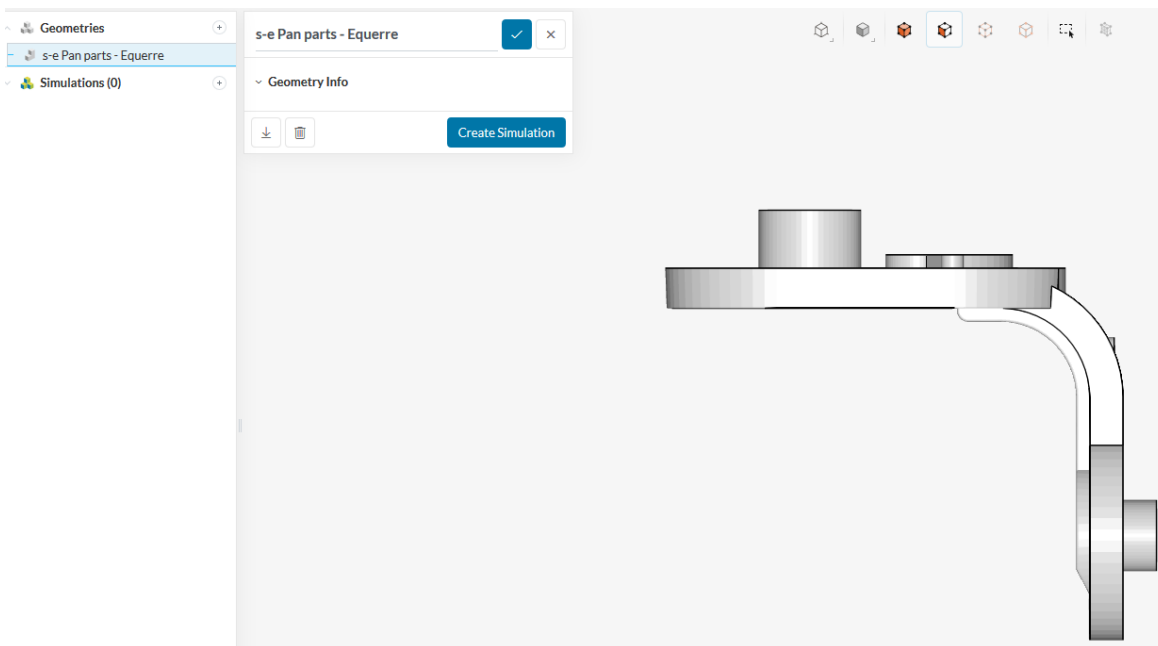 Geometries
s-e Pan parts - Equerre
Simulations (0)
s-e Pan parts - Equerre
Geometry Info
Create Simulation